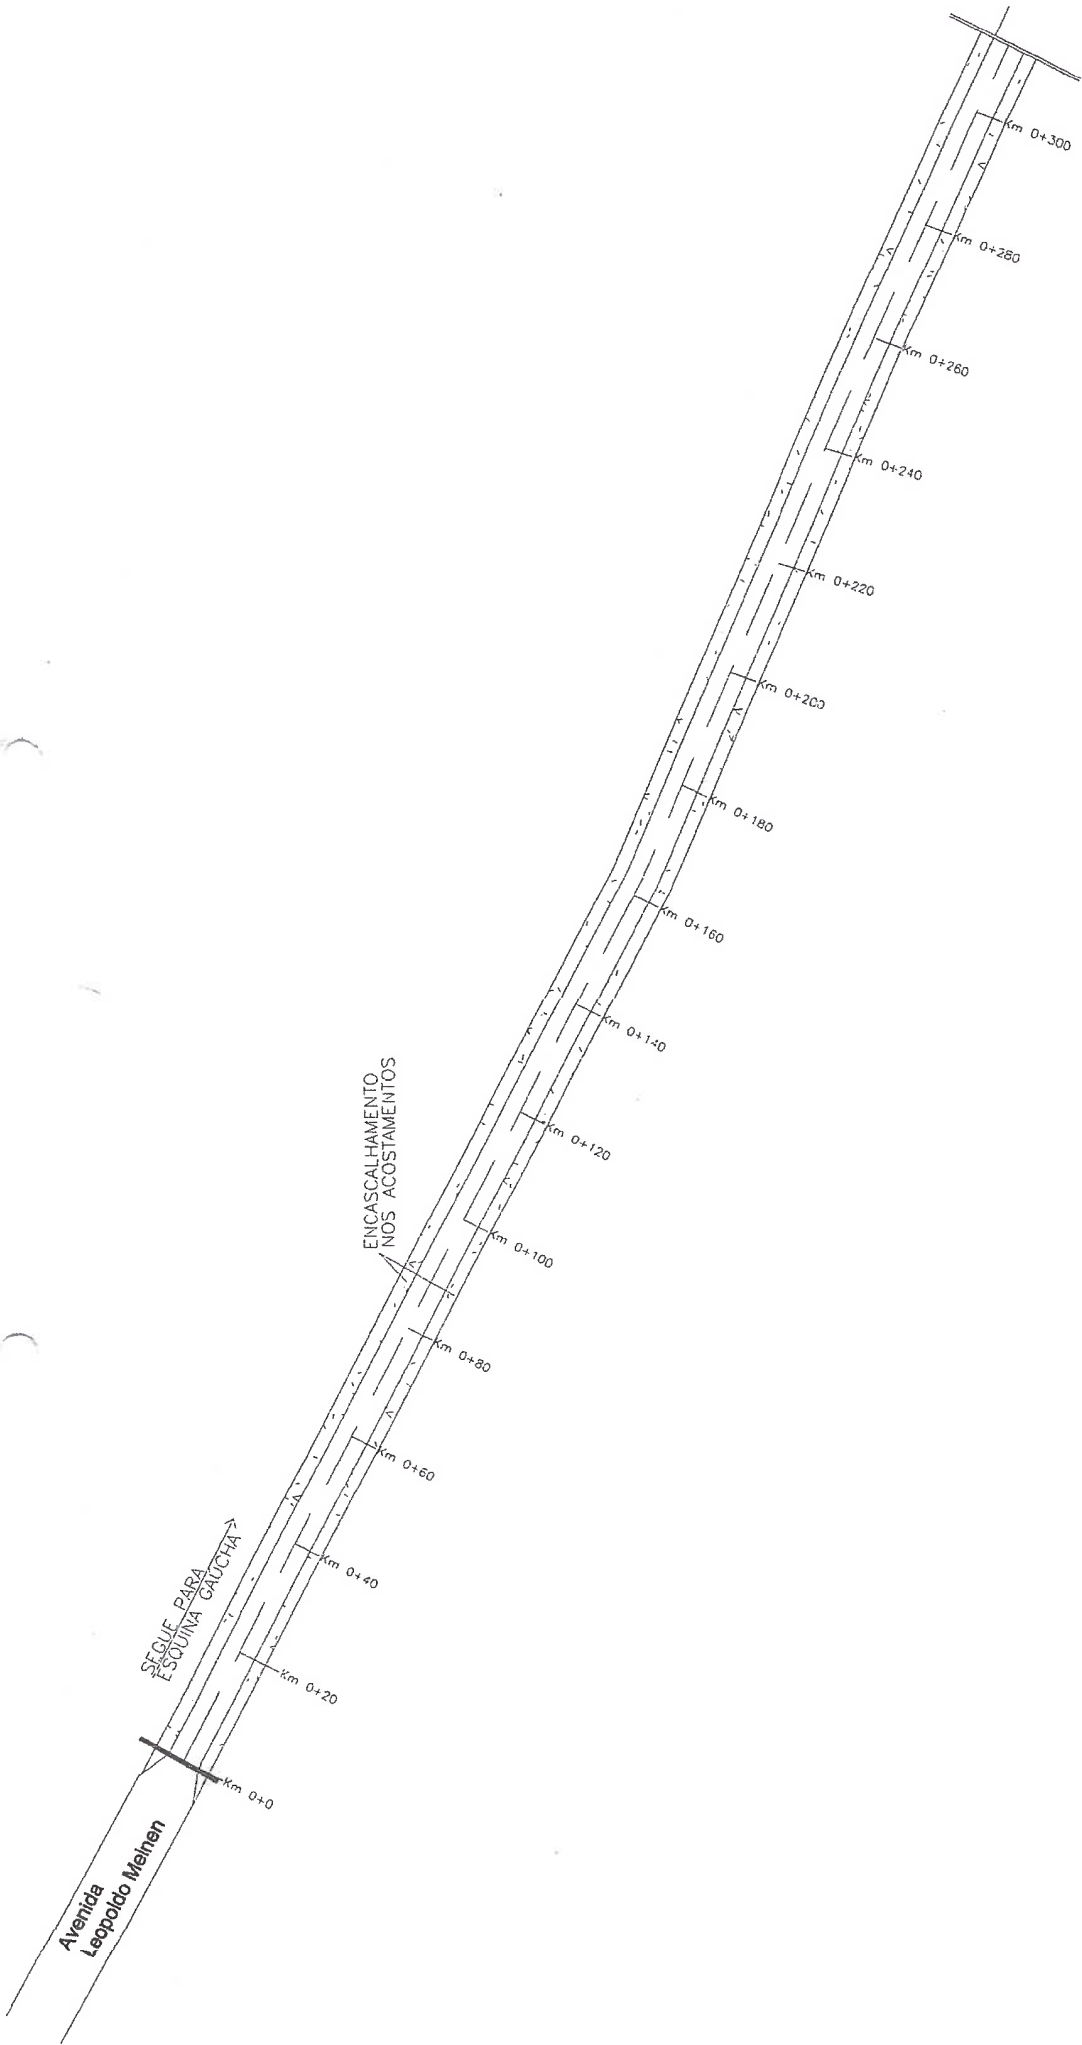 Km 0+300
Km 0+280
Km 0+260
Km 0+240
Km 0+220
Km 0+200
Km 0+180
Km 0+160
Km 0+140
Km 0+120
ENCASCALHAMENTO
NOS ACOSTAMENTOS
Km 0+100
Km 0+80
Km 0+60
Km 0+40
SEGUE PARA
ESQUINA GAÚCHA
Km 0+20
Km 0+0
Avenida
Leopoldo Meinen